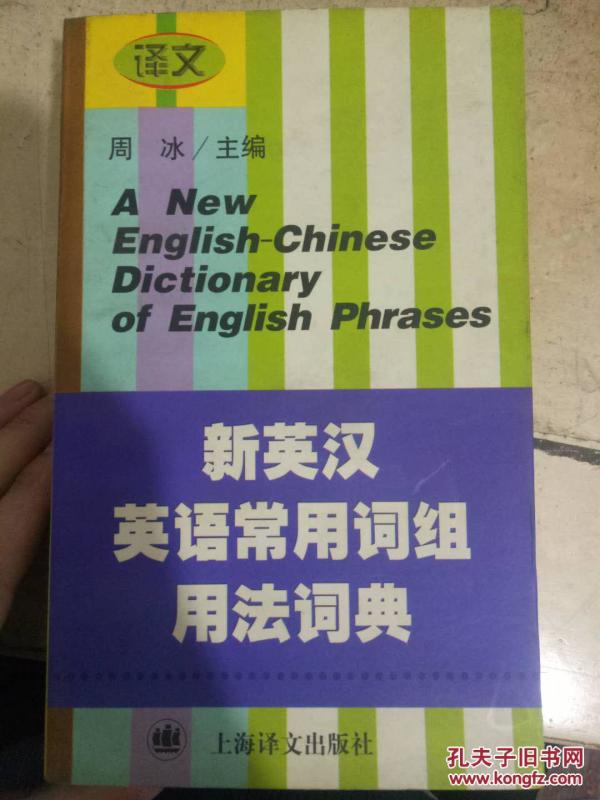 译文
周 冰/主编
A New
English-Chinese
Dictionary
of English Phrases
新英汉
英语常用词组
用法词典
上海译文出版社
孔夫子旧书网
www.kongfz.com